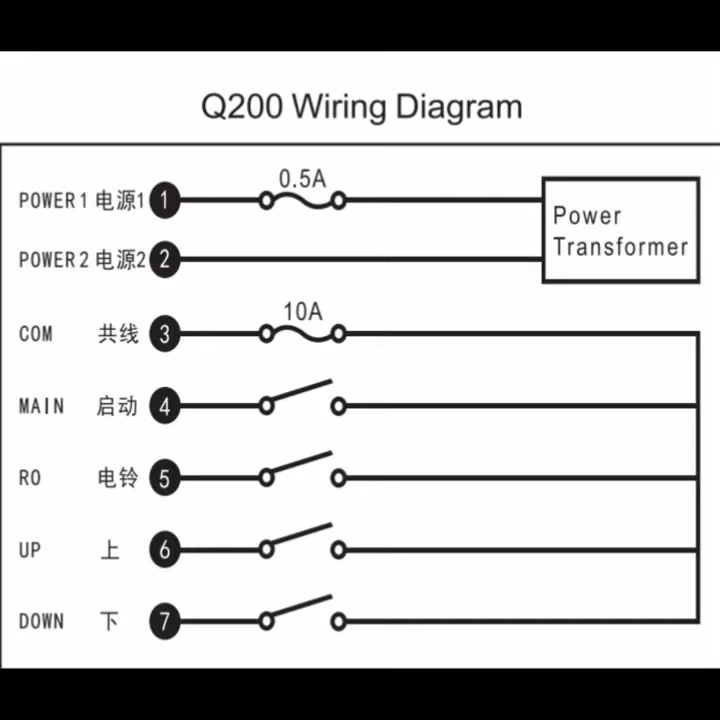 Q200 Wiring Diagram
0.5A
POWER1 电源1 1
Power
Transformer
POWER2 电源2 2
10A
COM 共线 3
MAIN 启动 4
RO 电铃 5
UP 上 6
DOWN 下 7